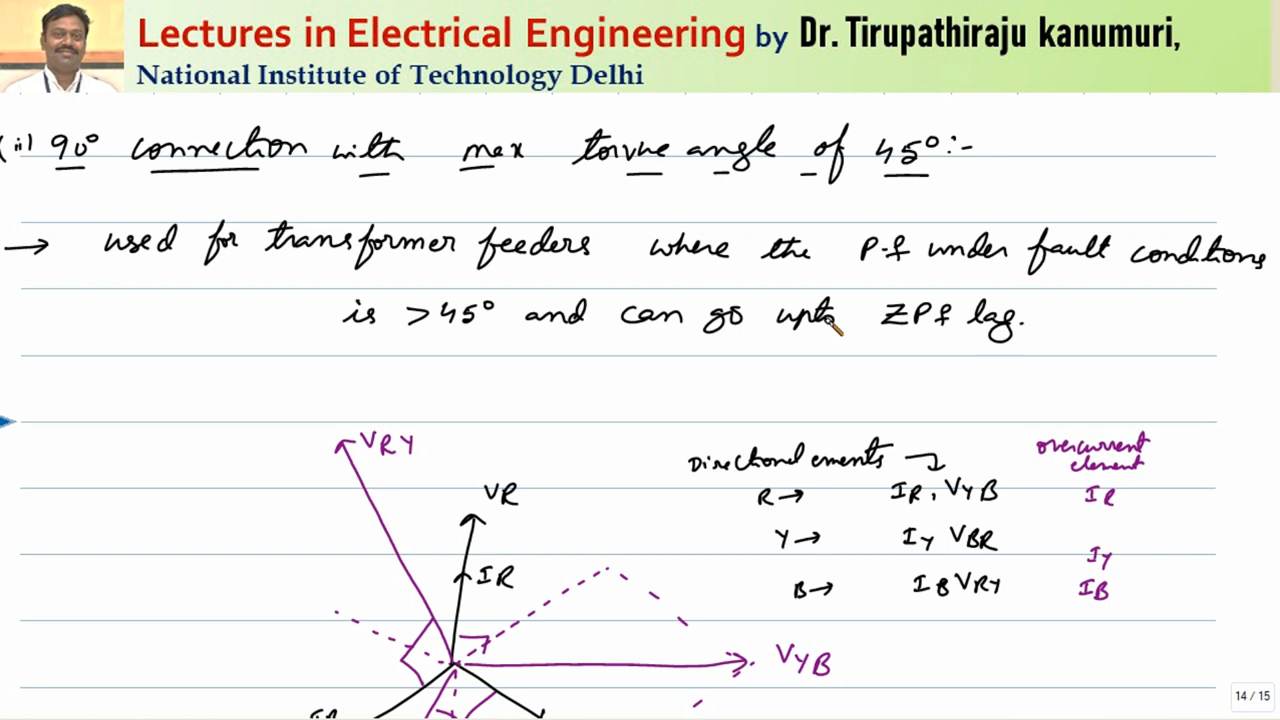 Lectures in Electrical Engineering by Dr. Tirupathiraju kanumuri,
National Institute of Technology Delhi
(ii) 90° connection with max torque angle of 45°:-
→ used for transformer feeders where the P.f under fault conditions
is >45° and can go upto ZPf lag.
VRY
VR
IR
VYB
Directional ements
overcurrent
element
R → IR, VYB IR
Y → IY VBR IY
B → IB VRY IB
14 / 15